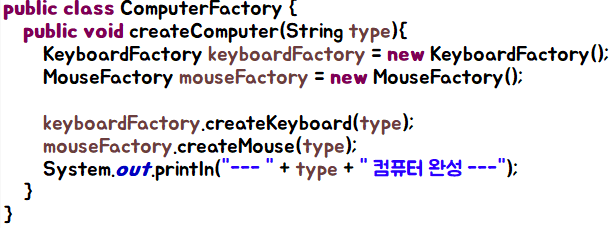 public class ComputerFactory {
public void createComputer(String type){
KeyboardFactory keyboardFactory = new KeyboardFactory();
MouseFactory mouseFactory = new MouseFactory();
keyboardFactory.createKeyboard(type);
mouseFactory.createMouse(type);
System.out.println("--- " + type + " 컴퓨터 완성 ---");
}
}